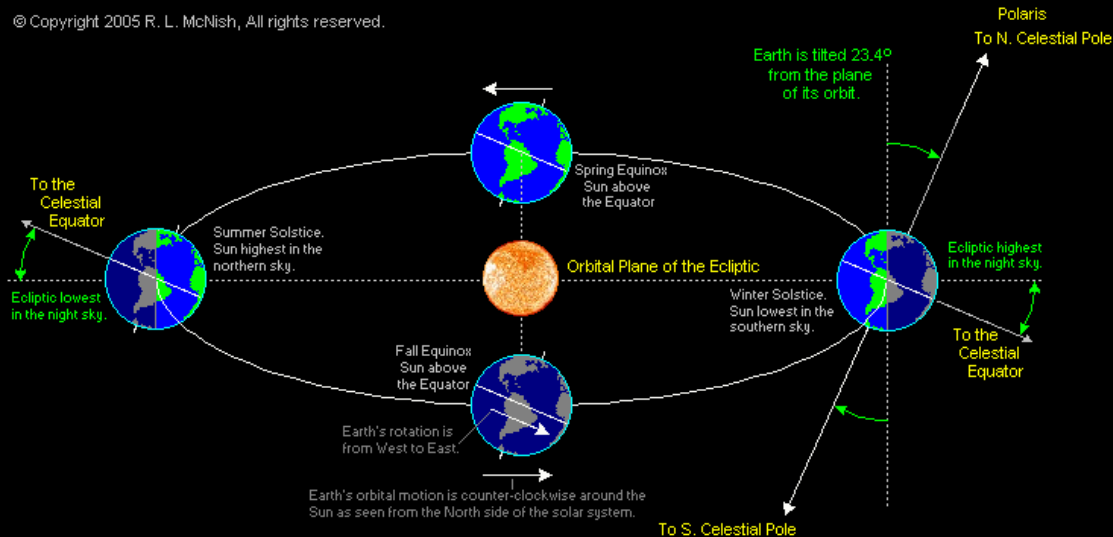 © Copyright 2005 R. L. McNish, All rights reserved.
Polaris
To N. Celestial Pole
Earth is tilted 23.4º
from the plane
of its orbit.
Spring Equinox
Sun above
the Equator
To the
Celestial
Equator
Summer Solstice.
Sun highest in the
northern sky.
Ecliptic lowest
in the night sky.
Orbital Plane of the Ecliptic
Ecliptic highest
in the night sky.
Winter Solstice.
Sun lowest in the
southern sky.
To the
Celestial
Equator
Fall Equinox
Sun above
the Equator
Earth's rotation is
from West to East.
Earth's orbital motion is counter-clockwise around the
Sun as seen from the North side of the solar system.
To S. Celestial Pole